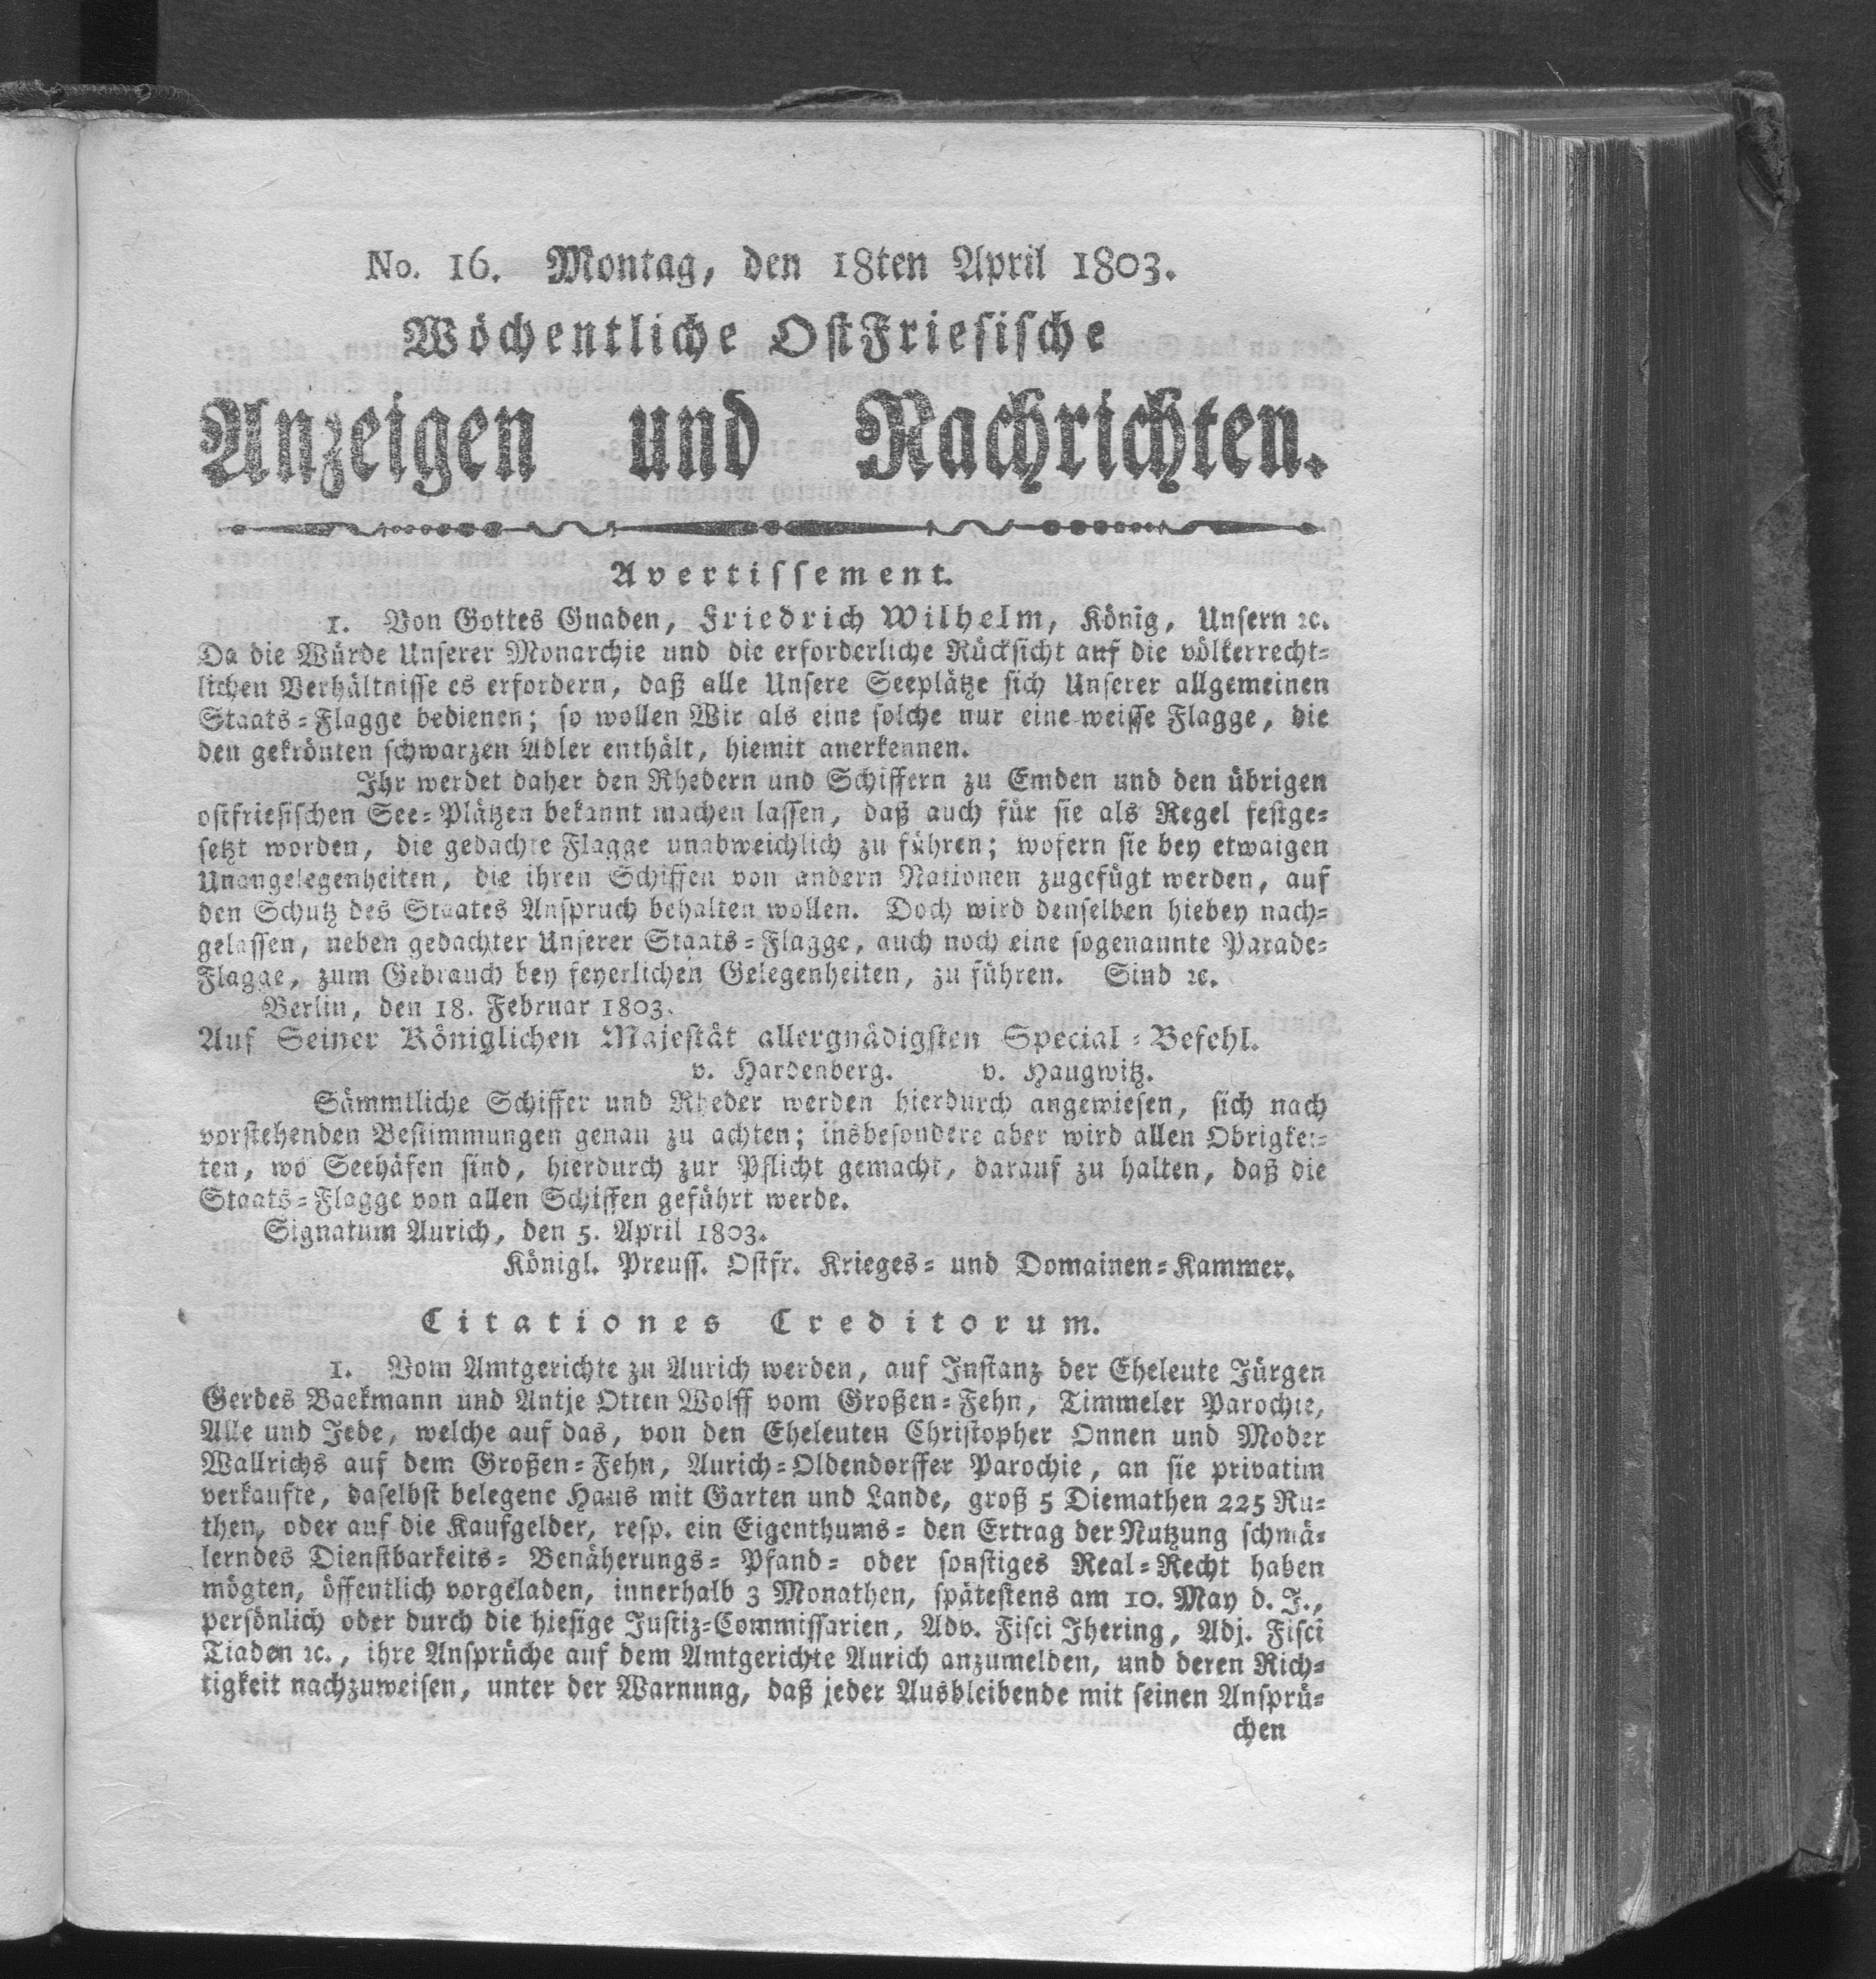 No. 16. Montag, den 18ten April 1803.
Wöchentliche OstFriesische
Anzeigen und Nachrichten.
Avertissement.
1. Von Gottes Gnaden, Friedrich Wilhelm, König, Unsern ꝛc.
Da die Würde Unserer Monarchie und die erforderliche Rücksicht auf die völkerrecht-
lichen Verhältnisse es erfordern, daß alle Unsere Seeplätze sich Unserer allgemeinen
Staats-Flagge bedienen; so wollen Wir als eine solche nur eine weisse Flagge, die
den gekrönten schwarzen Adler enthält, hiemit anerkennen.
Ihr werdet daher den Rhedern und Schiffern zu Emden und den übrigen
ostfriesischen See-Plätzen bekannt machen lassen, daß auch für sie als Regel festge-
setzt worden, die gedachte Flagge unabweichlich zu führen; wofern sie bey etwaigen
Unangelegenheiten, die ihren Schiffen von andern Nationen zugefügt werden, auf
den Schutz des Staates Anspruch behalten wollen. Doch wird denselben hiebey nach-
gelassen, neben gedachter Unserer Staats-Flagge, auch noch eine sogenannte Parade-
Flagge, zum Gebrauch bey feyerlichen Gelegenheiten, zu führen. Sind ꝛc.
Berlin, den 18. Februar 1803.
Auf Seiner Königlichen Majestät allergnädigsten Special-Befehl.
v. Hardenberg. v. Haugwitz.
Sämmtliche Schiffer und Rheder werden hierdurch angewiesen, sich nach
vorstehenden Bestimmungen genau zu achten; insbesondere aber wird allen Obrigkei-
ten, wo Seehäfen sind, hierdurch zur Pflicht gemacht, darauf zu halten, daß die
Staats-Flagge von allen Schiffen geführt werde.
Signatum Aurich, den 5. April 1803.
Königl. Preuss. Ostfr. Krieges- und Domainen-Kammer.
Citationes Creditorum.
1. Vom Amtgerichte zu Aurich werden, auf Instanz der Eheleute Jürgen
Gerdes Baekmann und Antje Otten Wolff vom Großen-Fehn, Timmeler Parochie,
Alle und Jede, welche auf das, von den Eheleuten Christopher Onnen und Moder
Wallrichs auf dem Großen-Fehn, Aurich-Oldendorffer Parochie, an sie privatim
verkaufte, daselbst belegene Haus mit Garten und Lande, groß 5 Diemathen 225 Ru-
then, oder auf die Kaufgelder, resp. ein Eigenthums- den Ertrag der Nutzung schmä-
lerndes Dienstbarkeits- Benäherungs- Pfand- oder sonstiges Real-Recht haben
mögten, öffentlich vorgeladen, innerhalb 3 Monathen, spätestens am 10. May d. J.,
persönlich oder durch die hiesige Justiz-Commissarien, Adv. Fisci Ihering, Adj. Fisci
Tiaden ꝛc., ihre Ansprüche auf dem Amtgerichte Aurich anzumelden, und deren Rich-
tigkeit nachzuweisen, unter der Warnung, daß jeder Ausbleibende mit seinen Ansprü-
chen